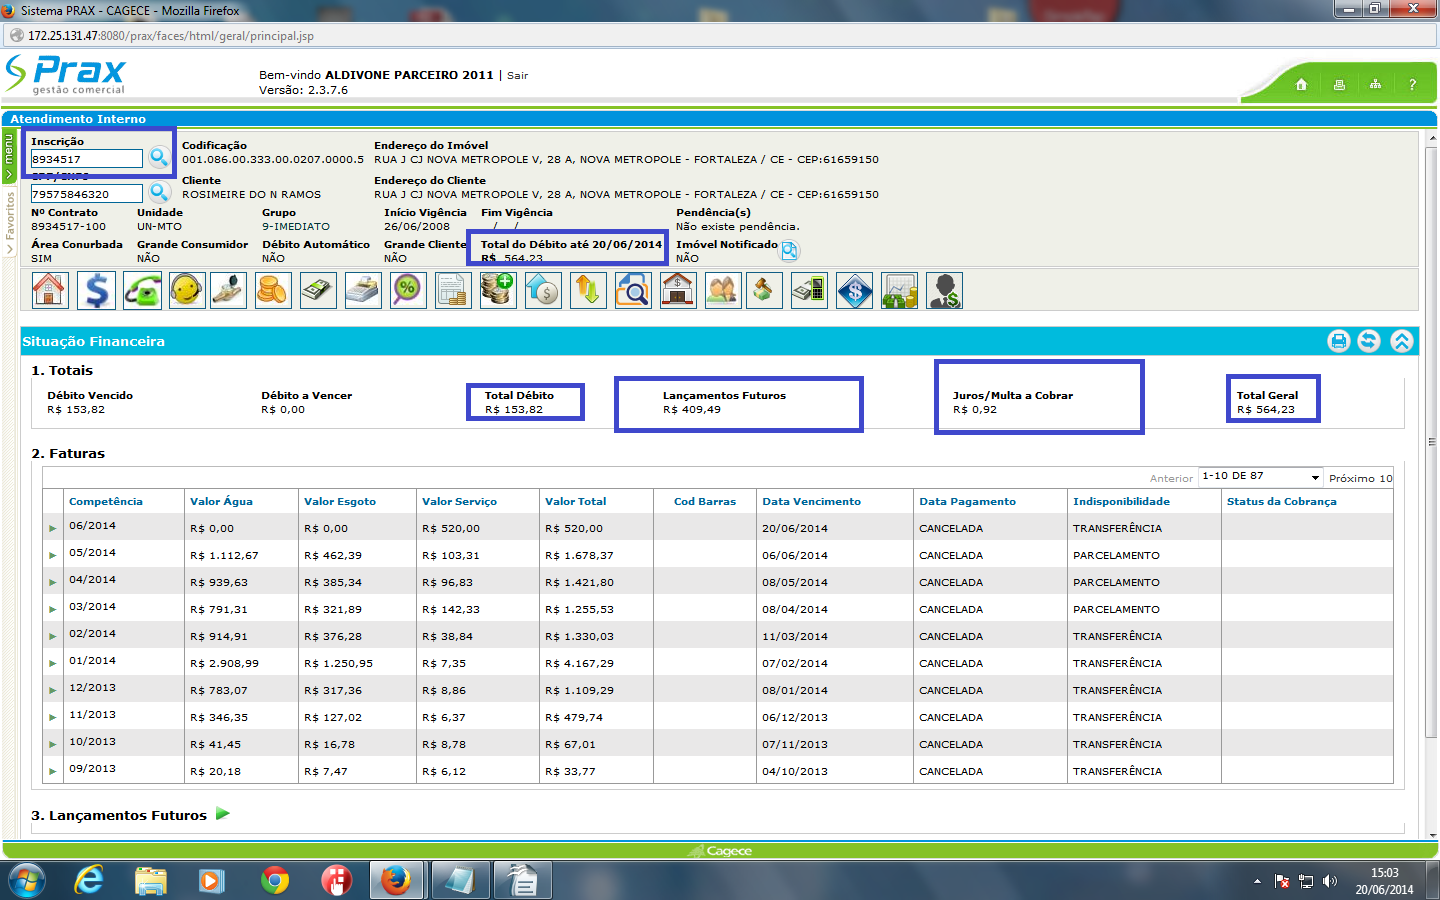 Sistema PRAX - CAGECE - Mozilla Firefox
172.25.131.47:8080/prax/faces/html/geral/principal.jsp
Prax
gestão comercial
Bem-vindo ALDIVONE PARCEIRO 2011 | Sair
Versão: 2.3.7.6
?
Atendimento Interno
menu
Favoritos
Inscrição Codificação Endereço do Imóvel
8934517 001.086.00.333.00.0207.0000.5 RUA J CJ NOVA METROPOLE V, 28 A, NOVA METROPOLE - FORTALEZA / CE - CEP:61659150
CPF/CNPJ Cliente Endereço do Cliente
79575846320 ROSIMEIRE DO N RAMOS RUA J CJ NOVA METROPOLE V, 28 A, NOVA METROPOLE - FORTALEZA / CE - CEP:61659150
Nº Contrato Unidade Grupo Início Vigência Fim Vigência Pendência(s)
8934517-100 UN-MTO 9-IMEDIATO 26/06/2008 / / Não existe pendência.
Área Conurbada Grande Consumidor Débito Automático Grande Cliente Total do Débito até 20/06/2014 Imóvel Notificado
SIM NÃO NÃO NÃO R$ 564,23 NÃO
Situação Financeira
1. Totais
Débito Vencido Débito a Vencer Total Débito Lançamentos Futuros Juros/Multa a Cobrar Total Geral
R$ 153,82 R$ 0,00 R$ 153,82 R$ 409,49 R$ 0,92 R$ 564,23
2. Faturas
Anterior 1-10 DE 87 Próximo 10
Competência Valor Água Valor Esgoto Valor Serviço Valor Total Cod Barras Data Vencimento Data Pagamento Indisponibilidade Status da Cobrança
06/2014 R$ 0,00 R$ 0,00 R$ 520,00 R$ 520,00 20/06/2014 CANCELADA TRANSFERÊNCIA
05/2014 R$ 1.112,67 R$ 462,39 R$ 103,31 R$ 1.678,37 06/06/2014 CANCELADA PARCELAMENTO
04/2014 R$ 939,63 R$ 385,34 R$ 96,83 R$ 1.421,80 08/05/2014 CANCELADA PARCELAMENTO
03/2014 R$ 791,31 R$ 321,89 R$ 142,33 R$ 1.255,53 08/04/2014 CANCELADA PARCELAMENTO
02/2014 R$ 914,91 R$ 376,28 R$ 38,84 R$ 1.330,03 11/03/2014 CANCELADA TRANSFERÊNCIA
01/2014 R$ 2.908,99 R$ 1.250,95 R$ 7,35 R$ 4.167,29 07/02/2014 CANCELADA TRANSFERÊNCIA
12/2013 R$ 783,07 R$ 317,36 R$ 8,86 R$ 1.109,29 08/01/2014 CANCELADA TRANSFERÊNCIA
11/2013 R$ 346,35 R$ 127,02 R$ 6,37 R$ 479,74 06/12/2013 CANCELADA TRANSFERÊNCIA
10/2013 R$ 41,45 R$ 16,78 R$ 8,78 R$ 67,01 07/11/2013 CANCELADA TRANSFERÊNCIA
09/2013 R$ 20,18 R$ 7,47 R$ 6,12 R$ 33,77 04/10/2013 CANCELADA TRANSFERÊNCIA
3. Lançamentos Futuros
Cagece
15:03
20/06/2014